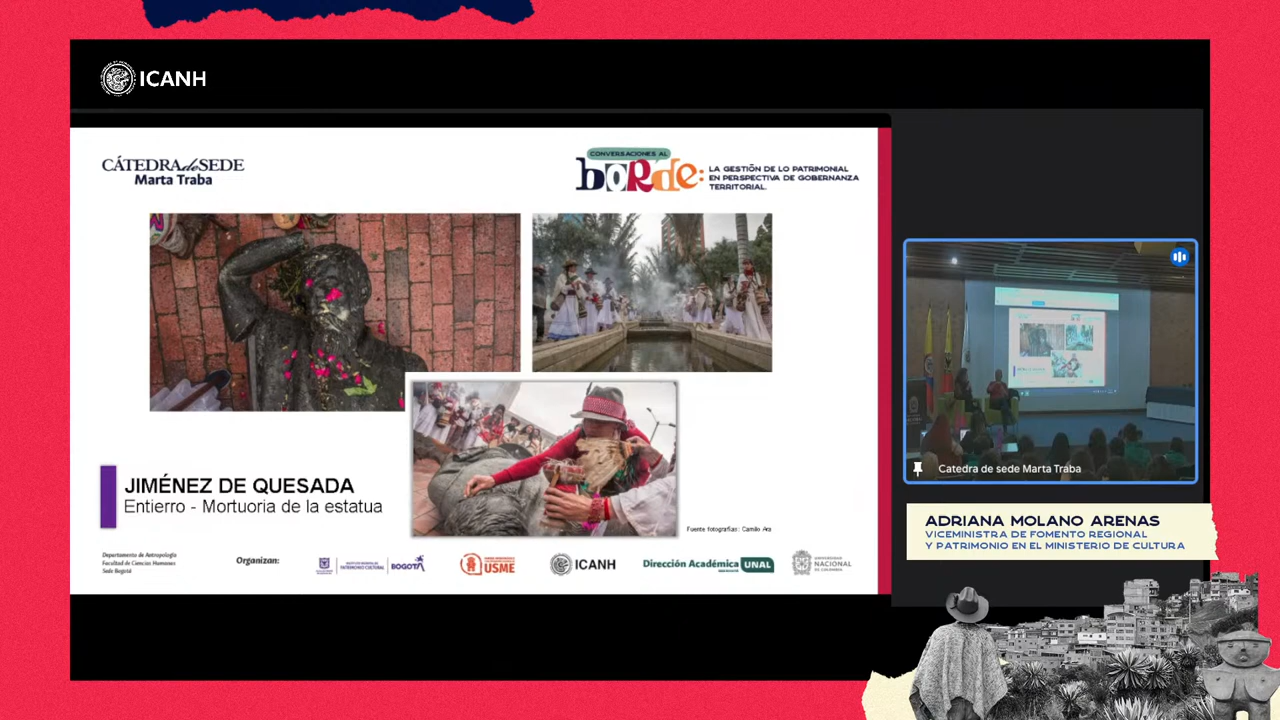 ICANH
CÁTEDRA de SEDE
Marta Traba
CONVERSACIONES AL
borde:
LA GESTIÓN DE LO PATRIMONIAL
EN PERSPECTIVA DE GOBERNANZA
TERRITORIAL.
JIMÉNEZ DE QUESADA
Entierro - Mortuoria de la estatua
Fuente fotografías: Camilo Ara
Departamento de Antropología
Facultad de Ciencias Humanas
Sede Bogotá
Organizan:
BOGOTÁ
USME
ICANH
Dirección Académica UNAL
UNIVERSIDAD
NACIONAL
DE COLOMBIA
Catedra de sede Marta Traba
ADRIANA MOLANO ARENAS
VICEMINISTRA DE FOMENTO REGIONAL
Y PATRIMONIO EN EL MINISTERIO DE CULTURA